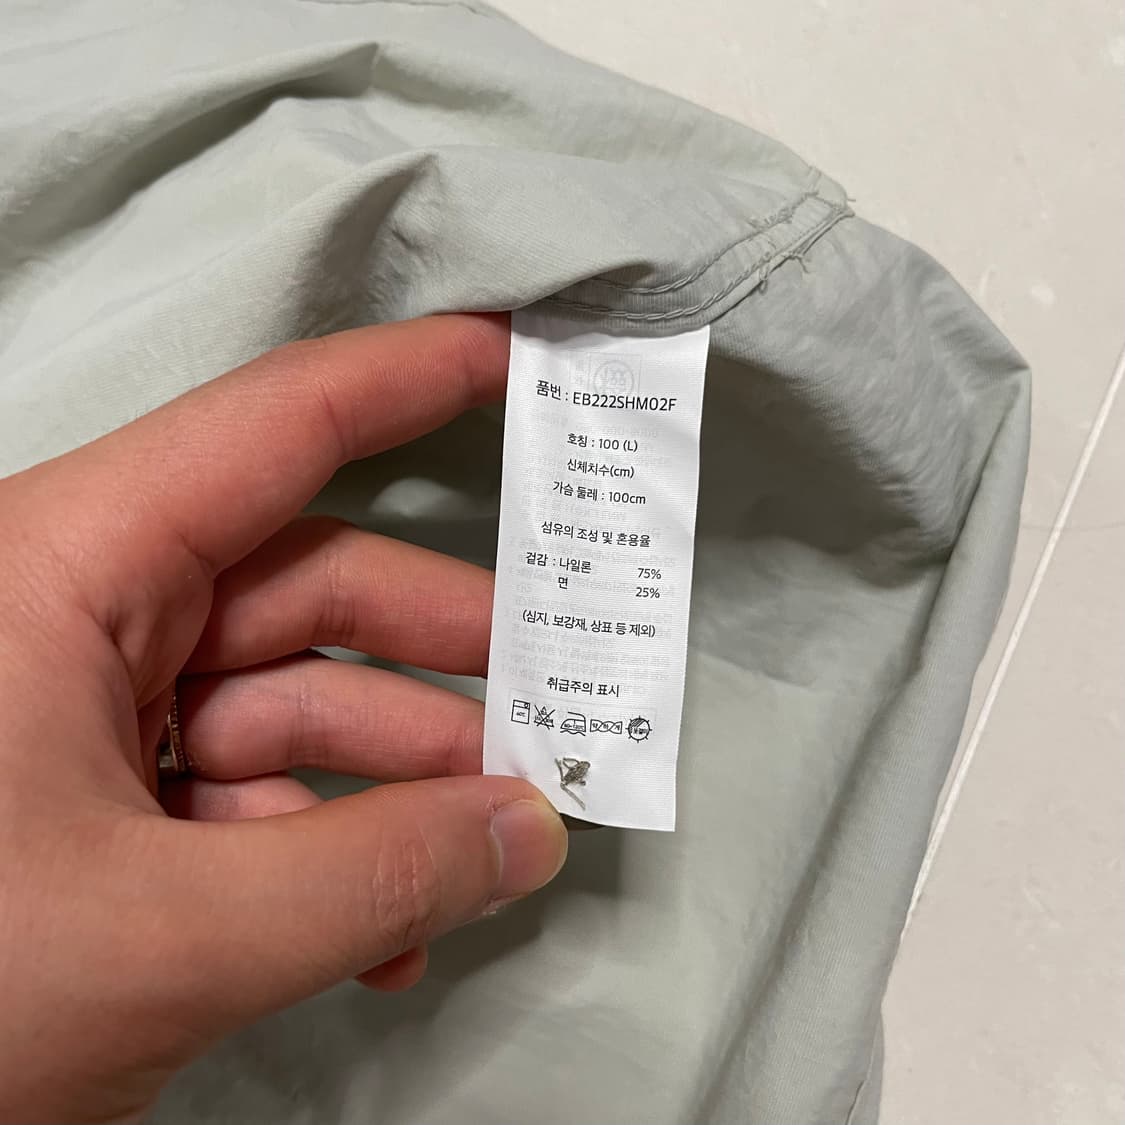 품번 : EB222SHM02F
호칭 : 100 (L)
신체치수(cm)
가슴 둘레 : 100cm
섬유의 조성 및 혼용율
겉감 : 나일론 75%
면 25%
(심지, 보강재, 상표 등 제외)
취급주의 표시